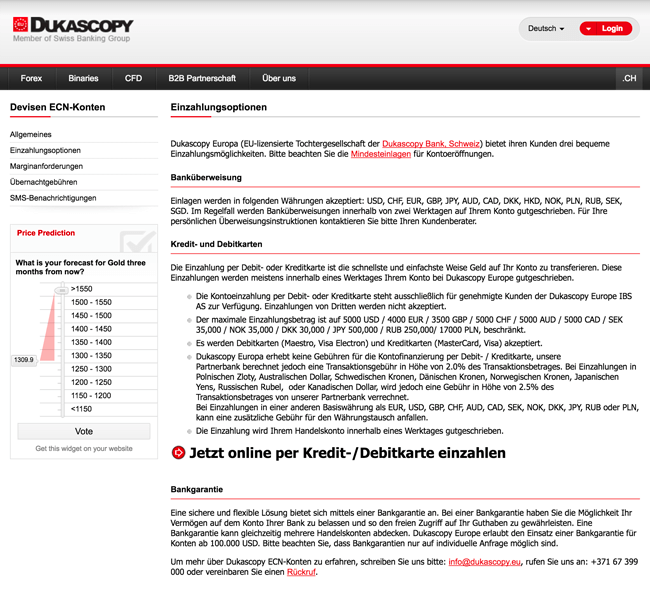 DUKASCOPY
Member of Swiss Banking Group
Deutsch
Login
Forex
Binaries
CFD
B2B Partnerschaft
Über uns
.CH
Devisen ECN-Konten
Allgemeines
Einzahlungsoptionen
Marginanforderungen
Übernachtgebühren
SMS-Benachrichtigungen
Price Prediction
What is your forecast for Gold three
months from now?
>1550
1500 - 1550
1450 - 1500
1400 - 1450
1350 - 1400
1300 - 1350
1309.9
1250 - 1300
1200 - 1250
1150 - 1200
<1150
Vote
Get this widget on your website
Einzahlungsoptionen
Dukascopy Europa (EU-lizensierte Tochtergesellschaft der Dukascopy Bank, Schweiz) bietet ihren Kunden drei bequeme
Einzahlungsmöglichkeiten. Bitte beachten Sie die Mindesteinlagen für Kontoeröffnungen.
Banküberweisung
Einlagen werden in folgenden Währungen akzeptiert: USD, CHF, EUR, GBP, JPY, AUD, CAD, DKK, HKD, NOK, PLN, RUB, SEK,
SGD. Im Regelfall werden Banküberweisungen innerhalb von zwei Werktagen auf Ihrem Konto gutgeschrieben. Für Ihre
persönlichen Überweisungsinstruktionen kontaktieren Sie bitte Ihren Kundenberater.
Kredit- und Debitkarten
Die Einzahlung per Debit- oder Kreditkarte ist die schnellste und einfachste Weise Geld auf Ihr Konto zu transferieren. Diese
Einzahlungen werden meistens innerhalb eines Werktages Ihrem Konto bei Dukascopy Europe gutgeschrieben.
Die Kontoeinzahlung per Debit- oder Kreditkarte steht ausschließlich für genehmigte Kunden der Dukascopy Europe IBS
AS zur Verfügung. Einzahlungen von Dritten werden nicht akzeptiert.
Der maximale Einzahlungsbetrag ist auf 5000 USD / 4000 EUR / 3500 GBP / 5000 CHF / 5000 AUD / 5000 CAD / SEK
35,000 / NOK 35,000 / DKK 30,000 / JPY 500,000 / RUB 250,000/ 17000 PLN, beschränkt.
Es werden Debitkarten (Maestro, Visa Electron) und Kreditkarten (MasterCard, Visa) akzeptiert.
Dukascopy Europa erhebt keine Gebühren für die Kontofinanzierung per Debit- / Kreditkarte, unsere
Partnerbank berechnet jedoch eine Transaktionsgebühr in Höhe von 2.0% des Transaktionsbetrages. Bei Einzahlungen in
Polnischen Zloty, Australischen Dollar, Schwedischen Kronen, Dänischen Kronen, Norwegischen Kronen, Japanischen
Yens, Russischen Rubel, oder Kanadischen Dollar, wird jedoch eine Gebühr in Höhe von 2.5% des
Transaktionsbetrages von unserer Partnerbank verrechnet.
Bei Einzahlungen in einer anderen Basiswährung als EUR, USD, GBP, CHF, AUD, CAD, SEK, NOK, DKK, JPY, RUB oder PLN,
kann eine zusätzliche Gebühr für den Währungstausch anfallen.
Die Einzahlung wird Ihrem Handelskonto innerhalb eines Werktages gutgeschrieben.
Jetzt online per Kredit-/Debitkarte einzahlen
Bankgarantie
Eine sichere und flexible Lösung bietet sich mittels einer Bankgarantie an. Bei einer Bankgarantie haben Sie die Möglichkeit Ihr
Vermögen auf dem Konto Ihrer Bank zu belassen und so den freien Zugriff auf Ihr Guthaben zu gewährleisten. Eine
Bankgarantie kann gleichzeitig mehrere Handelskonten abdecken. Dukascopy Europe erlaubt den Einsatz einer Bankgarantie für
Konten ab 100.000 USD. Bitte beachten Sie, dass Bankgarantien nur auf individuelle Anfrage möglich sind.
Um mehr über Dukascopy ECN-Konten zu erfahren, schreiben Sie uns bitte: info@dukascopy.eu, rufen Sie uns an: +371 67 399
000 oder vereinbaren Sie einen Rückruf.